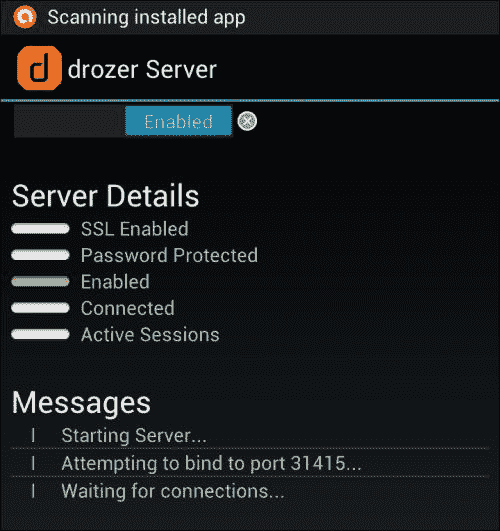 Scanning installed app
drozer Server
Enabled
Server Details
SSL Enabled
Password Protected
Enabled
Connected
Active Sessions
Messages
I Starting Server...
I Attempting to bind to port 31415...
I Waiting for connections...